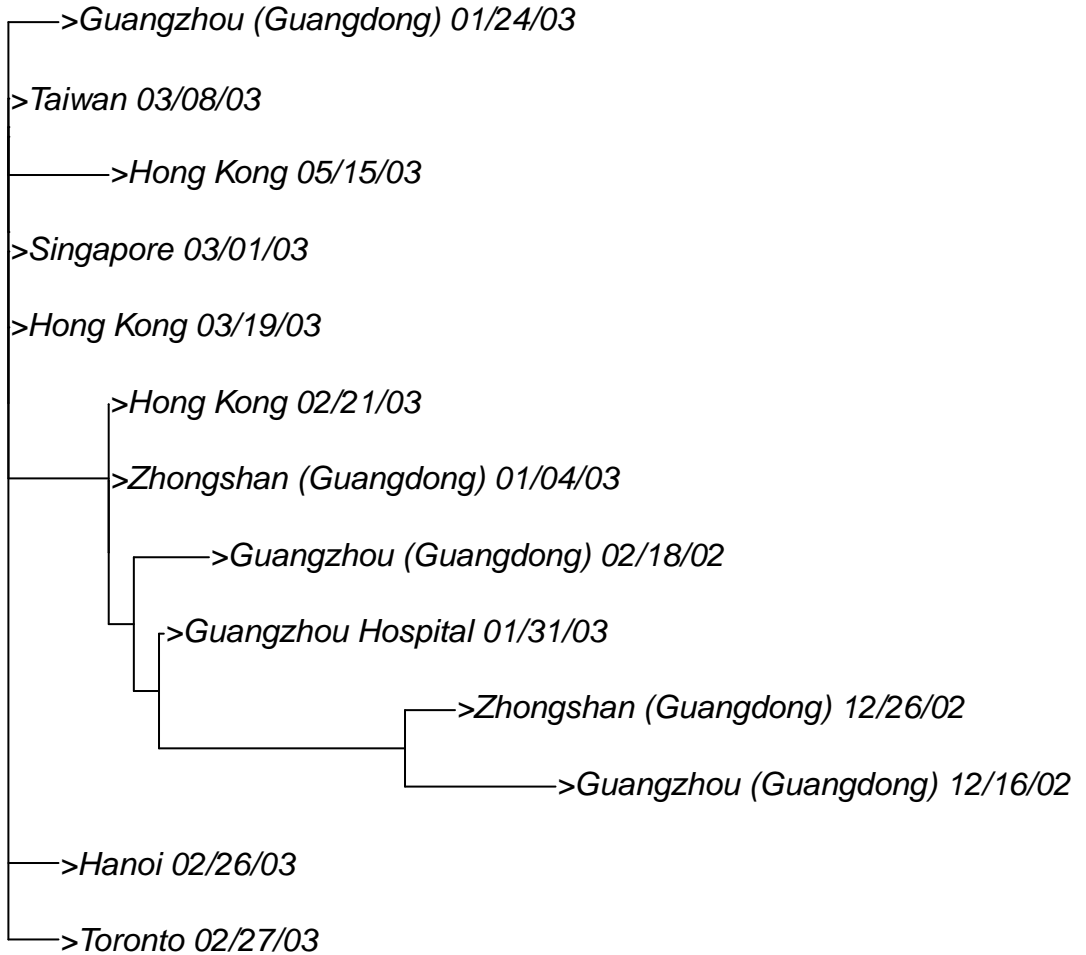 >Guangzhou (Guangdong) 01/24/03
>Taiwan 03/08/03
>Hong Kong 05/15/03
>Singapore 03/01/03
>Hong Kong 03/19/03
>Hong Kong 02/21/03
>Zhongshan (Guangdong) 01/04/03
>Guangzhou (Guangdong) 02/18/02
>Guangzhou Hospital 01/31/03
>Zhongshan (Guangdong) 12/26/02
>Guangzhou (Guangdong) 12/16/02
>Hanoi 02/26/03
>Toronto 02/27/03